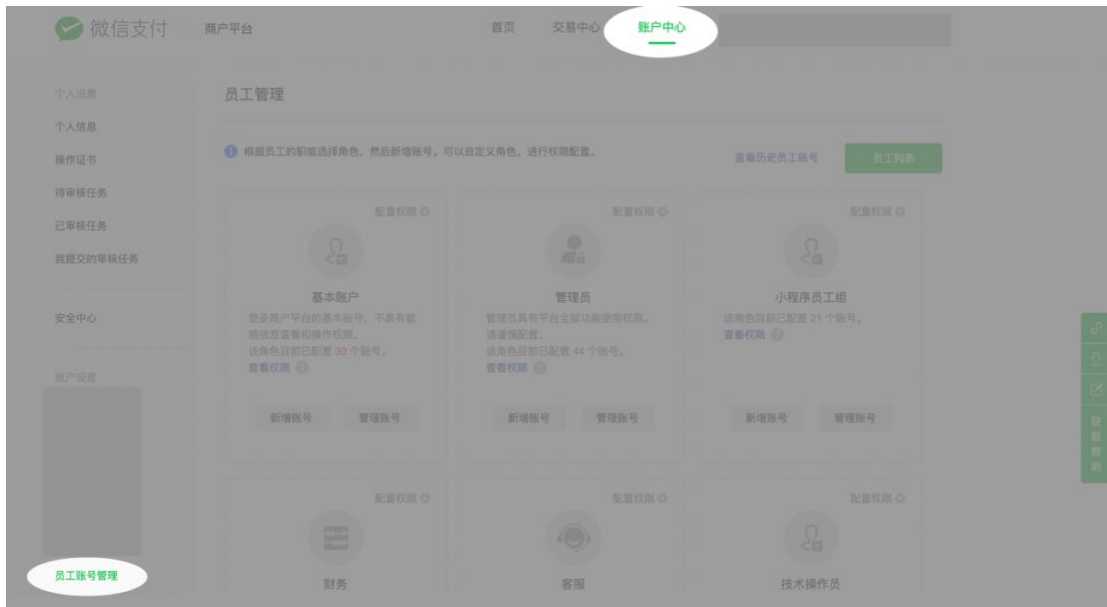 微信支付 商户平台 首页 交易中心 账户中心
个人设置
个人信息
操作证书
待审核任务
已审核任务
我提交的审核任务
安全中心
账户设置
员工账号管理
员工管理
根据员工的职能选择角色，然后新增账号。可以自定义角色，进行权限配置。
查看历史员工账号 员工列表
配置权限
基本账户
登录商户平台的基本账号，不具有敏
感信息查看和操作权限。
该角色目前已配置 30 个账号。
查看权限
新增账号 管理账号
配置权限
管理员
管理员具有平台全部功能使用权限，
请谨慎配置。
该角色目前已配置 44 个账号。
查看权限
新增账号 管理账号
配置权限
小程序员工组
该角色目前已配置 21 个账号。
查看权限
新增账号 管理账号
配置权限
财务
配置权限
客服
配置权限
技术操作员
获
取
帮
助